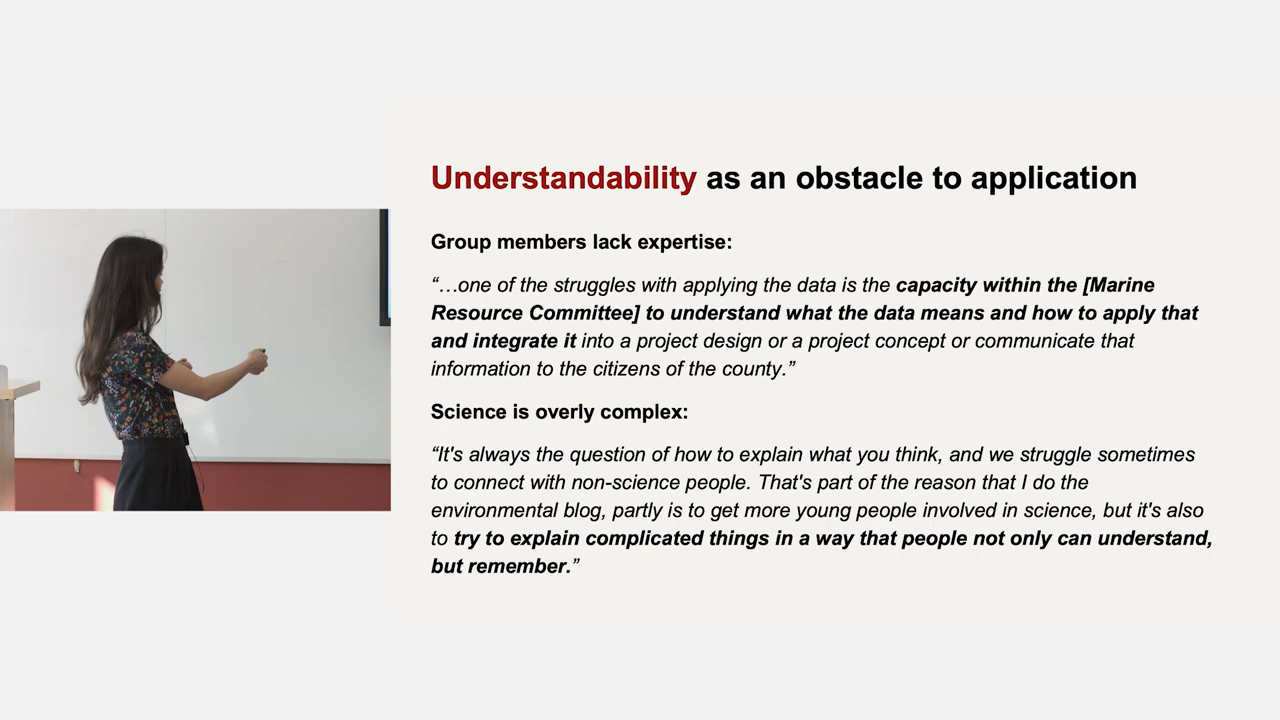 Understandability as an obstacle to application
Group members lack expertise:
“…one of the struggles with applying the data is the capacity within the [Marine
Resource Committee] to understand what the data means and how to apply that
and integrate it into a project design or a project concept or communicate that
information to the citizens of the county.”
Science is overly complex:
“It's always the question of how to explain what you think, and we struggle sometimes
to connect with non-science people. That's part of the reason that I do the
environmental blog, partly is to get more young people involved in science, but it's also
to try to explain complicated things in a way that people not only can understand,
but remember.”